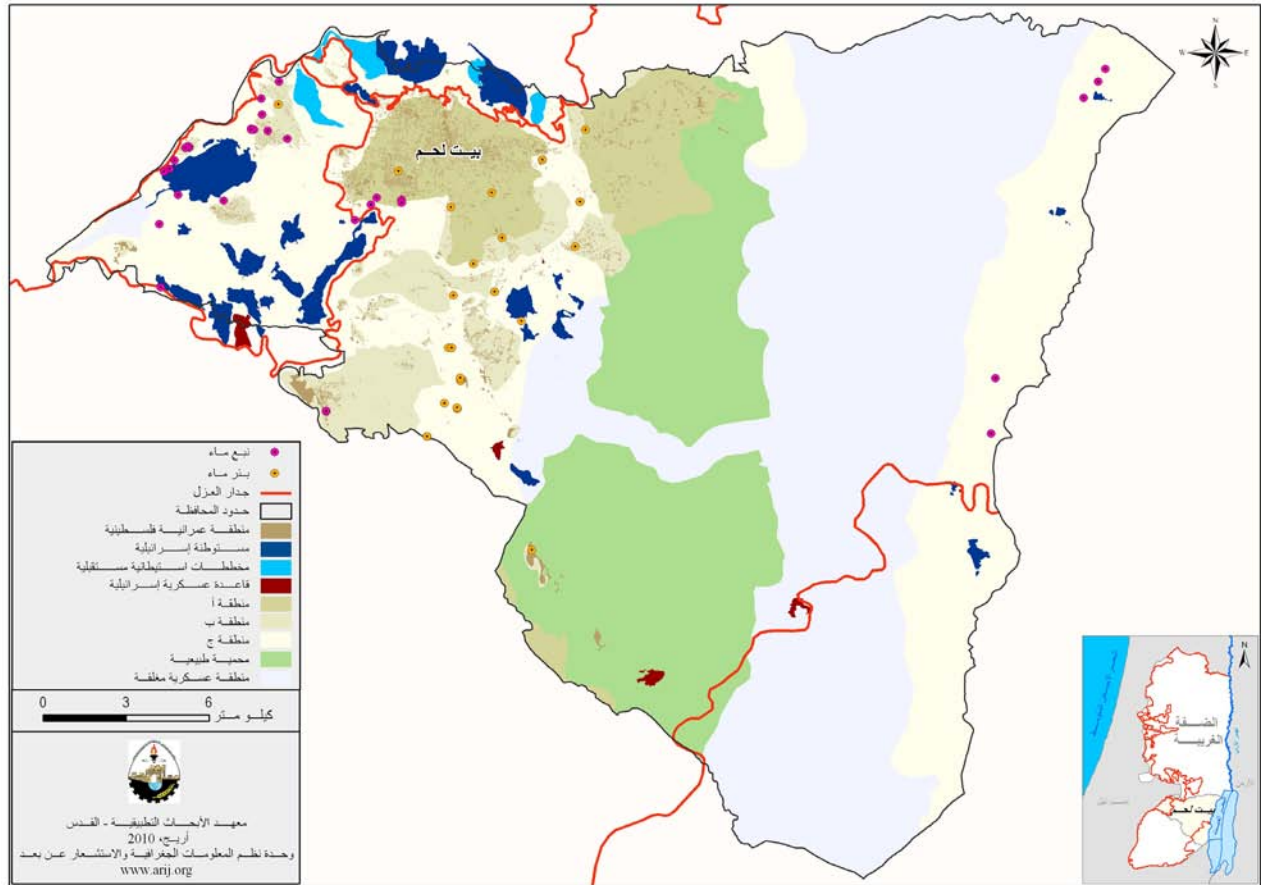 N
W E
S
بيت لحم
نبع ماء
بئر ماء
جدار العزل
حدود المحافظة
منطقة عمرانية فلسطينية
مستوطنة إسرائيلية
مخططات استيطانية مستقبلية
قاعدة عسكرية إسرائيلية
منطقة أ
منطقة ب
منطقة ج
محمية طبيعية
منطقة عسكرية مغلقة
0 3 6
كيلو متر
معهد الأبحاث التطبيقية - القدس
أريج، 2010
وحدة نظم المعلومات الجغرافية والاستشعار عن بعد
www.arij.org
N
الضفة
الغربية
بيت لحم